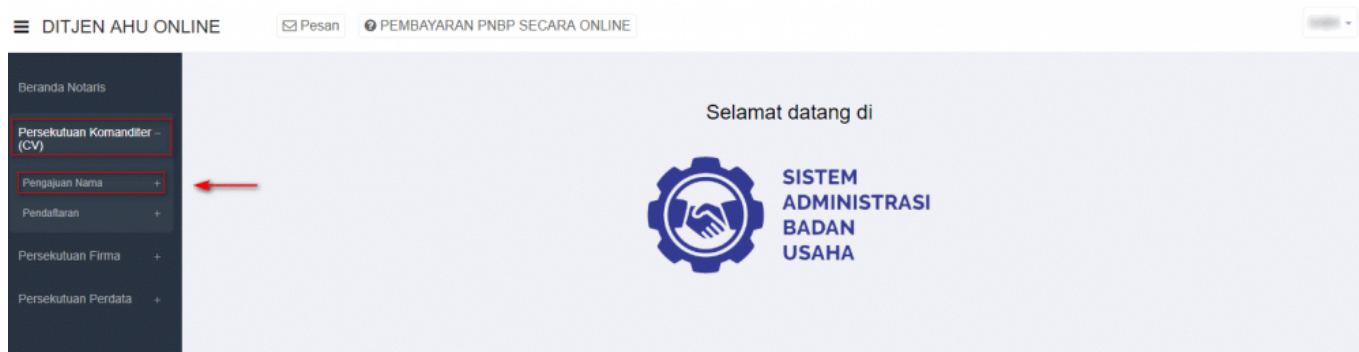 DITJEN AHU ONLINE
Pesan
PEMBAYARAN PNBP SECARA ONLINE
Beranda Notaris
Persekutuan Komanditer
(CV)
Pengajuan Nama
Pendaftaran
Persekutuan Firma
Persekutuan Perdata
Selamat datang di
SISTEM
ADMINISTRASI
BADAN
USAHA